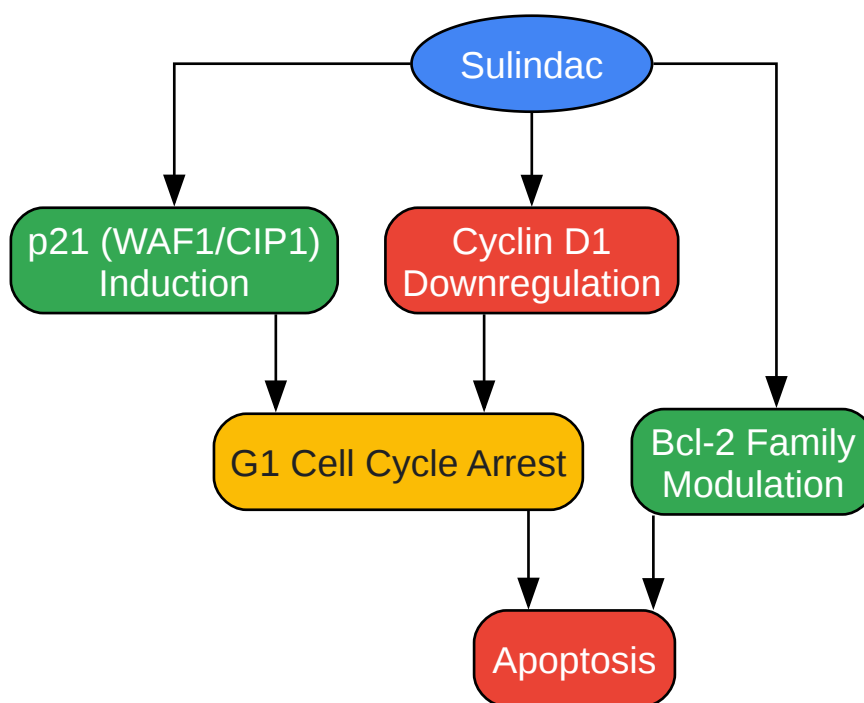 Sulindac
p21 (WAF1/CIP1)
Induction
Cyclin D1
Downregulation
G1 Cell Cycle Arrest
Bcl-2 Family
Modulation
Apoptosis